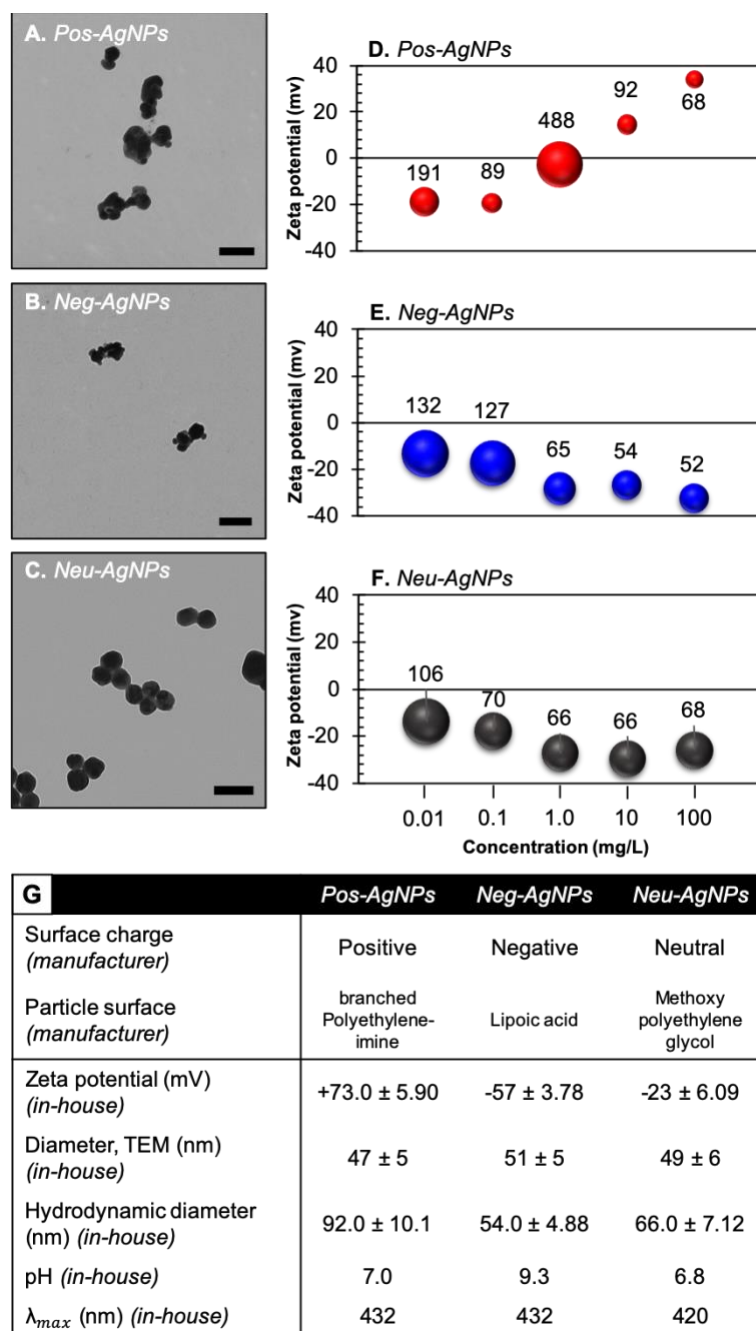 A. Pos-AgNPs
B. Neg-AgNPs
C. Neu-AgNPs
D. Pos-AgNPs
40
20
0
-20
-40
Zeta potential (mv)
191
89
488
92
68
E. Neg-AgNPs
40
20
0
-20
-40
Zeta potential (mv)
132
127
65
54
52
F. Neu-AgNPs
40
20
0
-20
-40
Zeta potential (mv)
106
70
66
66
68
0.01 0.1 1.0 10 100
Concentration (mg/L)
G Pos-AgNPs Neg-AgNPs Neu-AgNPs
Surface charge
(manufacturer)
Positive Negative Neutral
Particle surface
(manufacturer)
branched
Polyethylene-
imine
Lipoic acid
Methoxy
polyethylene
glycol
Zeta potential (mV)
(in-house)
+73.0 ± 5.90 -57 ± 3.78 -23 ± 6.09
Diameter, TEM (nm)
(in-house)
47 ± 5 51 ± 5 49 ± 6
Hydrodynamic diameter
(nm) (in-house)
92.0 ± 10.1 54.0 ± 4.88 66.0 ± 7.12
pH (in-house) 7.0 9.3 6.8
λmax (nm) (in-house) 432 432 420